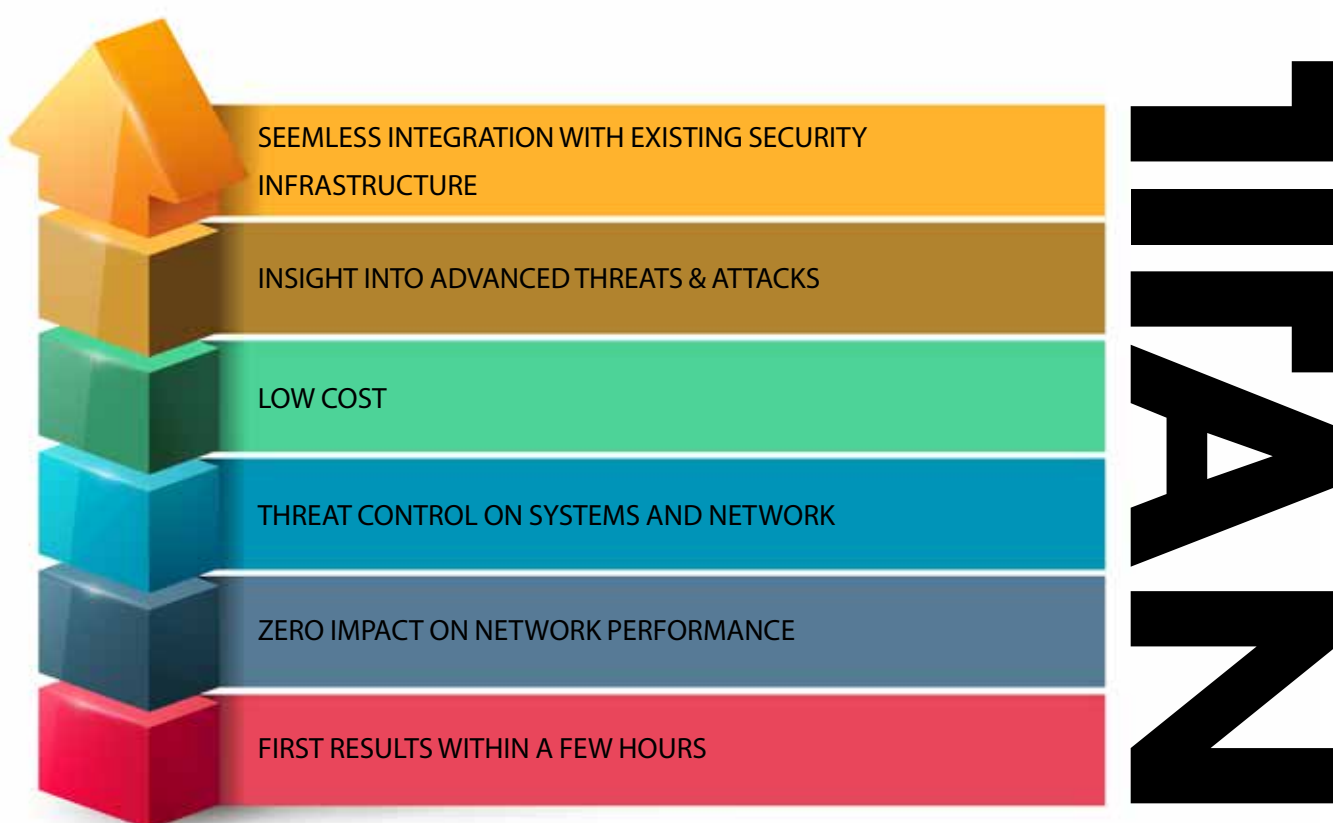 SEEMLESS INTEGRATION WITH EXISTING SECURITY
INFRASTRUCTURE
INSIGHT INTO ADVANCED THREATS & ATTACKS
LOW COST
THREAT CONTROL ON SYSTEMS AND NETWORK
ZERO IMPACT ON NETWORK PERFORMANCE
FIRST RESULTS WITHIN A FEW HOURS
TITAN